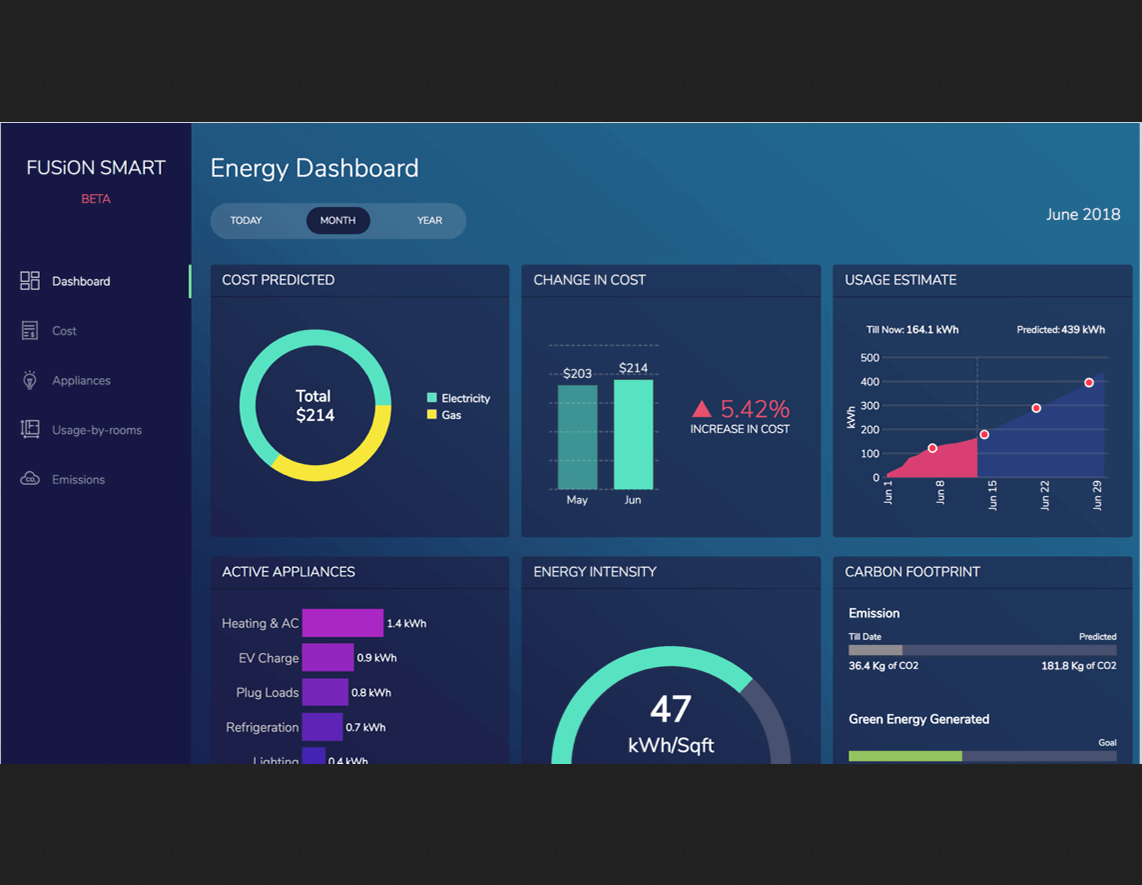 FUSiON SMART
BETA
Dashboard
Cost
Appliances
Usage-by-rooms
Emissions
Energy Dashboard
TODAY MONTH YEAR
June 2018
COST PREDICTED
Total
$214
Electricity
Gas
CHANGE IN COST
$203 $214
May Jun
5.42%
INCREASE IN COST
USAGE ESTIMATE
Till Now: 164.1 kWh Predicted: 439 kWh
500
400
300
200
100
0
kWh
Jun 1 Jun 8 Jun 15 Jun 22 Jun 29
ACTIVE APPLIANCES
Heating & AC 1.4 kWh
EV Charge 0.9 kWh
Plug Loads 0.8 kWh
Refrigeration 0.7 kWh
Lighting 0.4 kWh
ENERGY INTENSITY
47
kWh/Sqft
CARBON FOOTPRINT
Emission
Till Date Predicted
36.4 Kg of CO2 181.8 Kg of CO2
Green Energy Generated
Goal